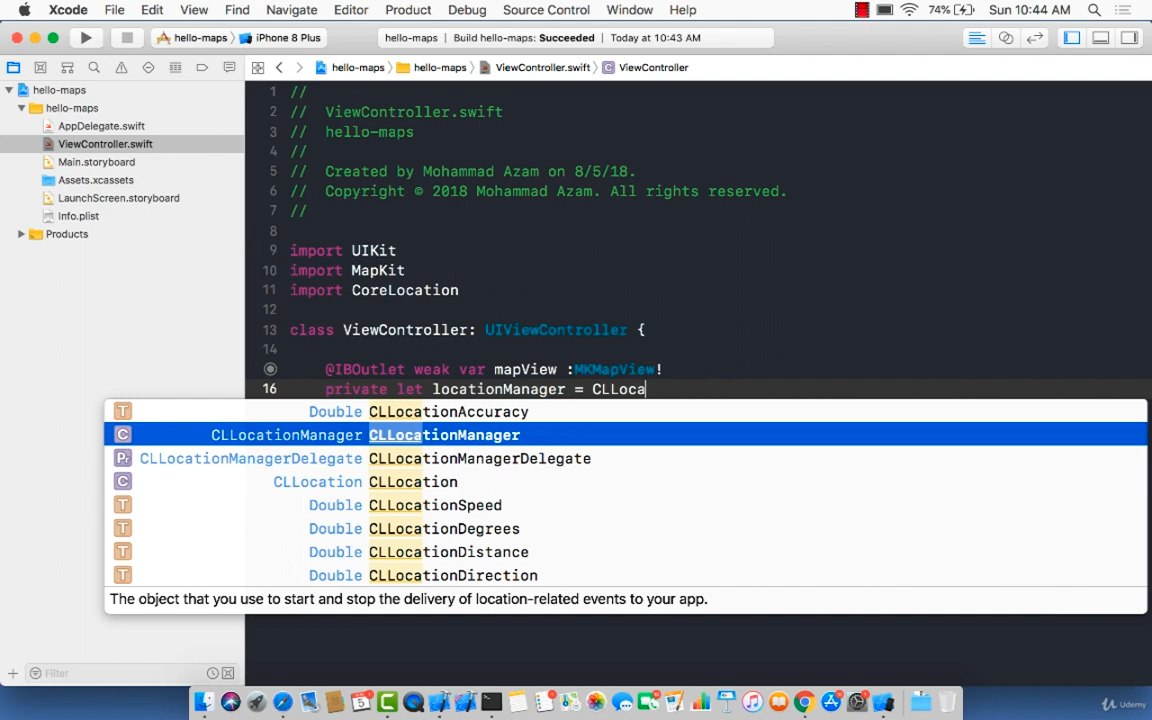 Xcode File Edit View Find Navigate Editor Product Debug Source Control Window Help 74% Sun 10:44 AM
hello-maps iPhone 8 Plus hello-maps | Build hello-maps: Succeeded | Today at 10:43 AM
hello-maps hello-maps ViewController.swift C ViewController
hello-maps
hello-maps
AppDelegate.swift
ViewController.swift
Main.storyboard
Assets.xcassets
LaunchScreen.storyboard
Info.plist
Products
1 //
2 // ViewController.swift
3 // hello-maps
4 //
5 // Created by Mohammad Azam on 8/5/18.
6 // Copyright © 2018 Mohammad Azam. All rights reserved.
7 //
8
9 import UIKit
10 import MapKit
11 import CoreLocation
12
13 class ViewController: UIViewController {
14
15 @IBOutlet weak var mapView :MKMapView!
16 private let locationManager = CLLoca
T Double CLLocationAccuracy
C CLLocationManager CLLocationManager
Pr CLLocationManagerDelegate CLLocationManagerDelegate
C CLLocation CLLocation
T Double CLLocationSpeed
T Double CLLocationDegrees
T Double CLLocationDistance
T Double CLLocationDirection
The object that you use to start and stop the delivery of location-related events to your app.
Filter
Udemy